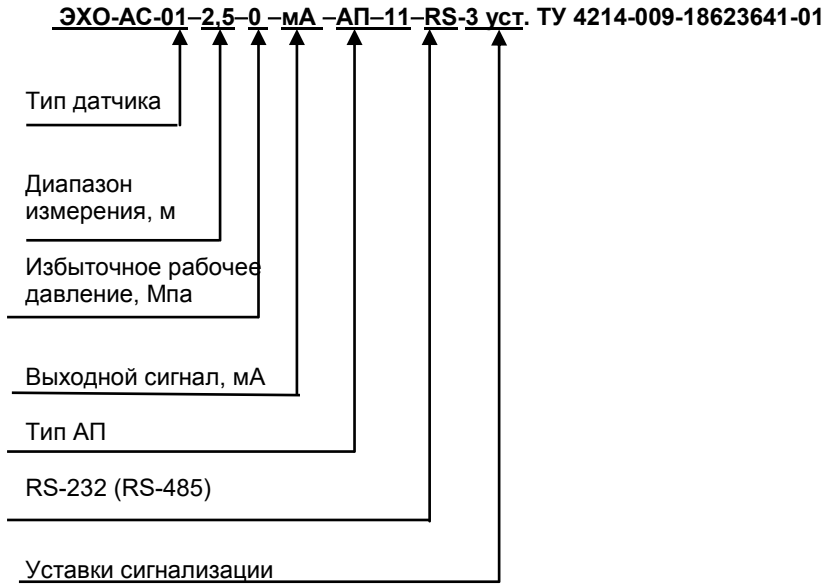 ЭХО-АС-01–2,5–0 –мА –АП–11–RS-3 уст. ТУ 4214-009-18623641-01
Тип датчика
Диапазон
измерения, м
Избыточное рабочее
давление, Мпа
Выходной сигнал, мА
Тип АП
RS-232 (RS-485)
Уставки сигнализации